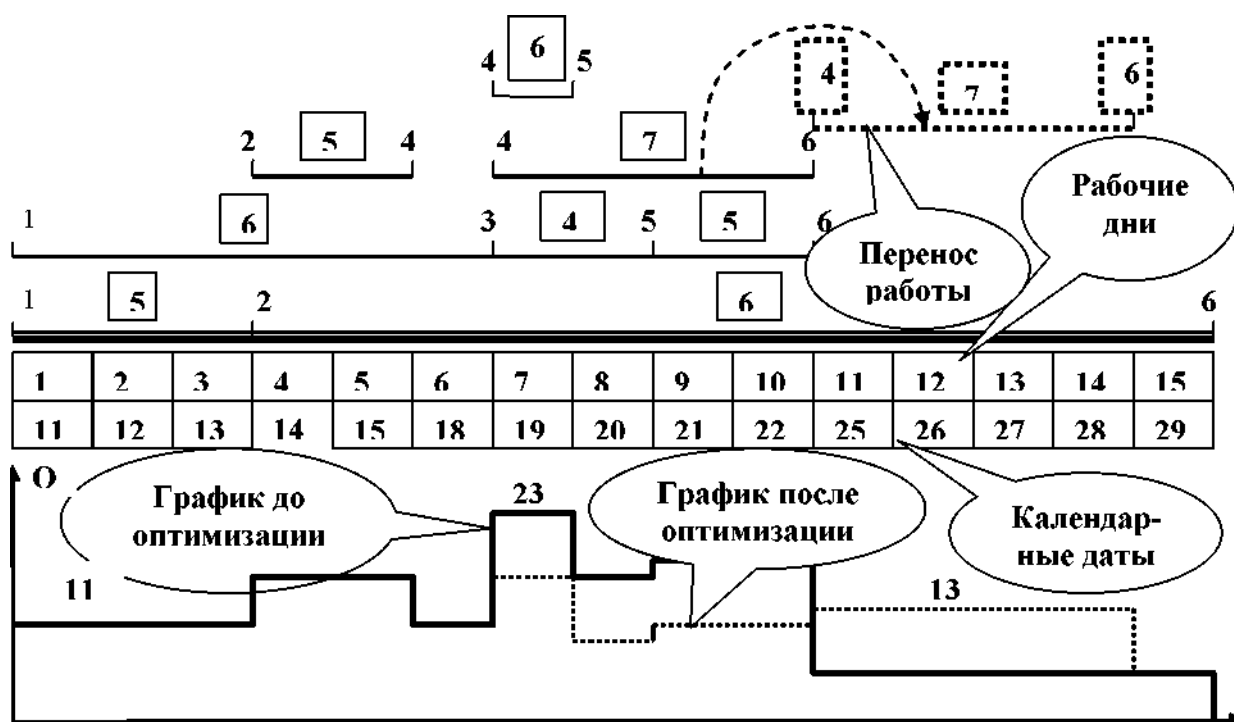 4 6 5
4 7 6
2 5 4
4 7 6
1 6 3 4 5 5 6
Рабочие
дни
Перенос
работы
1 5 2 6 6
1 2 3 4 5 6 7 8 9 10 11 12 13 14 15
11 12 13 14 15 18 19 20 21 22 25 26 27 28 29
О
График до
оптимизации
23
График после
оптимизации
Календар-
ные даты
11
13